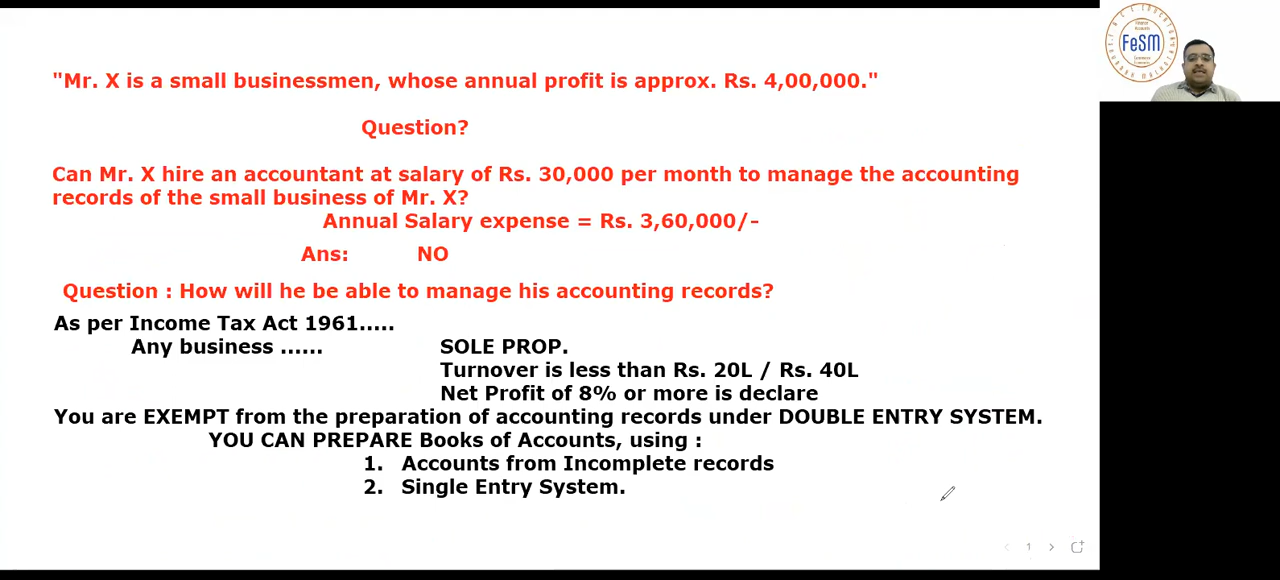 "Mr. X is a small businessmen, whose annual profit is approx. Rs. 4,00,000."
Question?
Can Mr. X hire an accountant at salary of Rs. 30,000 per month to manage the accounting
records of the small business of Mr. X?
Annual Salary expense = Rs. 3,60,000/-
Ans: NO
Question : How will he be able to manage his accounting records?
As per Income Tax Act 1961.....
Any business ...... SOLE PROP.
Turnover is less than Rs. 20L / Rs. 40L
Net Profit of 8% or more is declare
You are EXEMPT from the preparation of accounting records under DOUBLE ENTRY SYSTEM.
YOU CAN PREPARE Books of Accounts, using :
1. Accounts from Incomplete records
2. Single Entry System.
1
FeSM